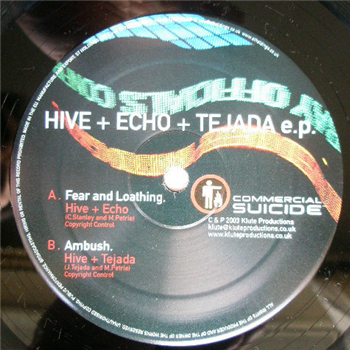 HIVE + ECHO + TEJADA e.p.
A. Fear and Loathing.
Hive + Echo
(C.Stanley and M.Petrie)
Copyright Control
B. Ambush.
Hive + Tejada
(J.Tejada and M.Petrie)
Copyright Control
COMMERCIAL
SUICIDE
C & P 2003 Klute Productions
klute@kluteproductions.co.uk
www.kluteproductions.co.uk